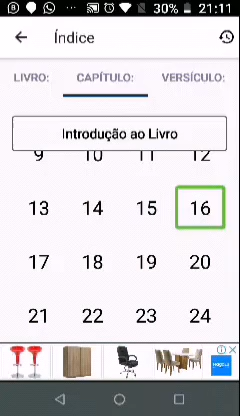 30% 21:11
Índice
LIVRO: CAPÍTULO: VERSÍCULO:
Introdução ao Livro
9 10 11 12
13 14 15 16
17 18 19 20
21 22 23 24